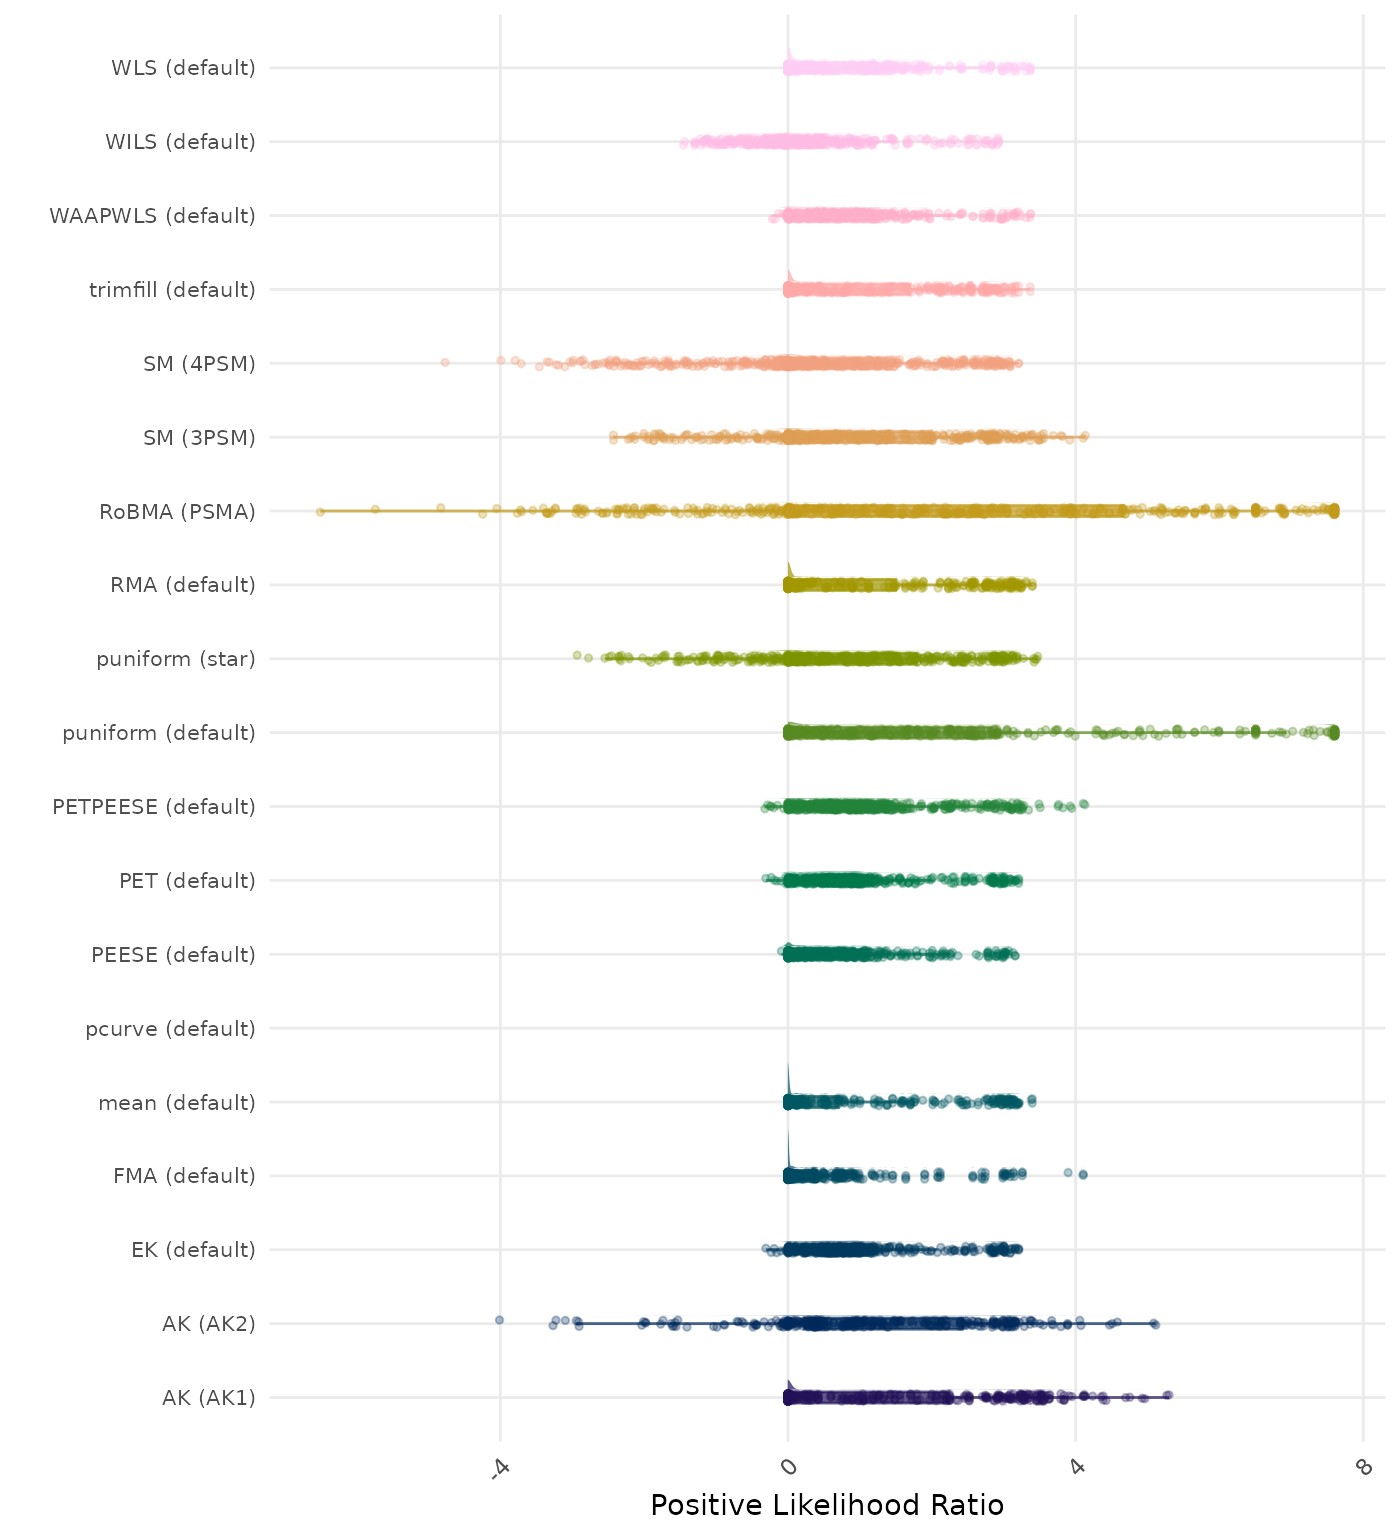 WLS (default)
WILS (default)
WAAPWLS (default)
trimfill (default)
SM (4PSM)
SM (3PSM)
RoBMA (PSMA)
RMA (default)
puniform (star)
puniform (default)
PETPEESE (default)
PET (default)
PEESE (default)
pcurve (default)
mean (default)
FMA (default)
EK (default)
AK (AK2)
AK (AK1)
-4 0 4 8
Positive Likelihood Ratio